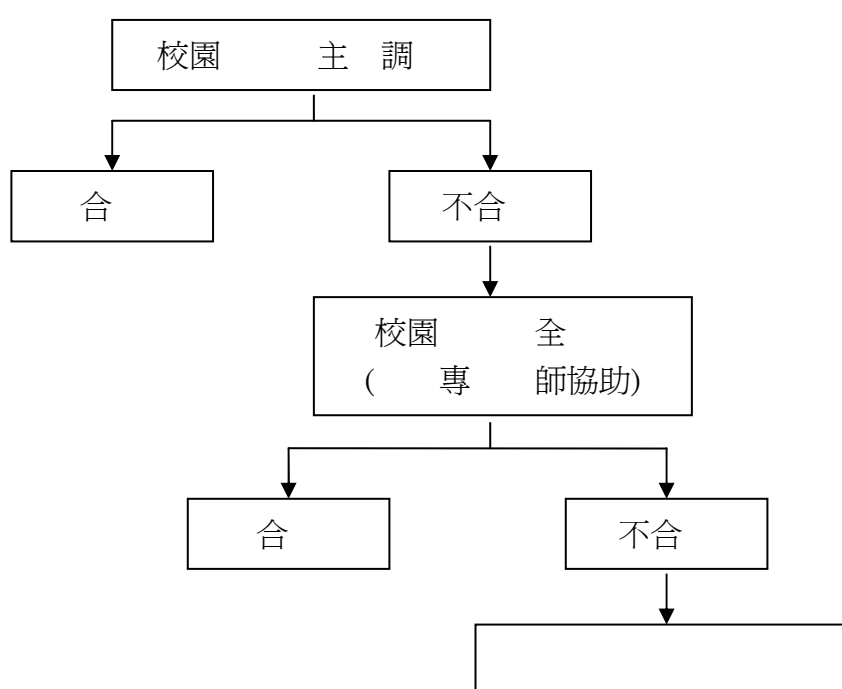 校園 主 調
合
不合
校園 全
( 專 師協助)
合
不合